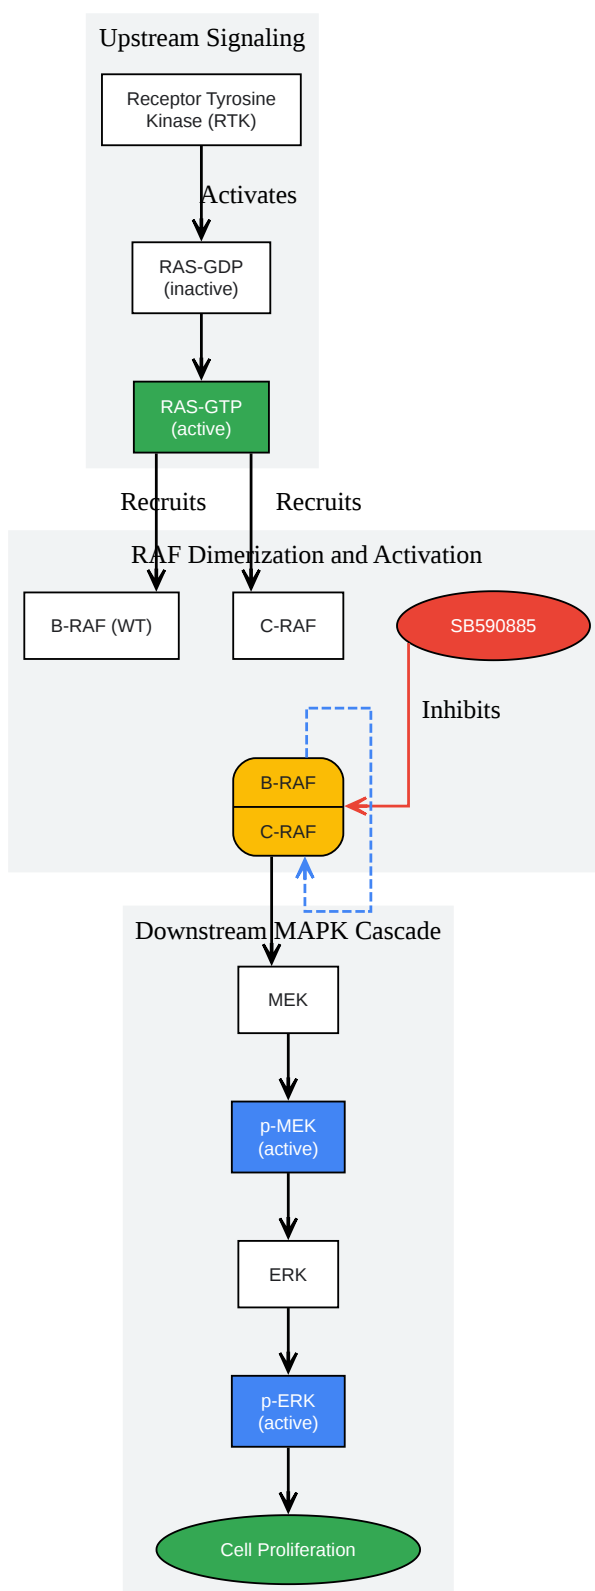 Upstream Signaling
Receptor Tyrosine
Kinase (RTK)
Activates
RAS-GDP
(inactive)
RAS-GTP
(active)
Recruits
Recruits
RAF Dimerization and Activation
B-RAF (WT)
C-RAF
SB590885
Inhibits
B-RAF
C-RAF
Downstream MAPK Cascade
MEK
p-MEK
(active)
ERK
p-ERK
(active)
Cell Proliferation